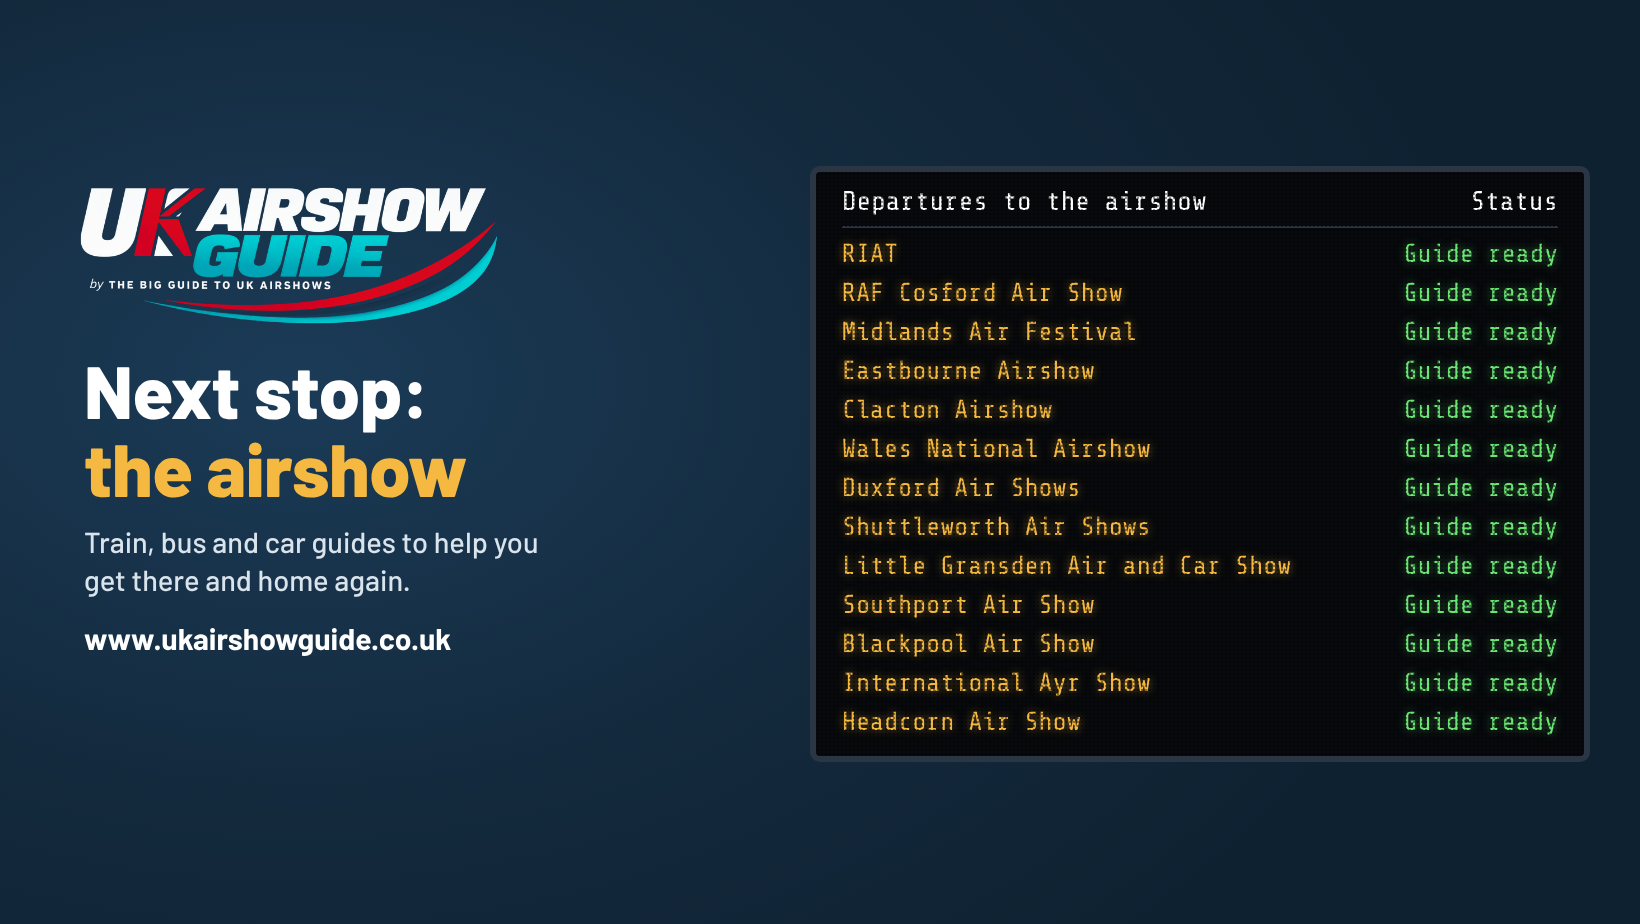 UK AIRSHOW
GUIDE
by THE BIG GUIDE TO UK AIRSHOWS
Next stop:
the airshow
Train, bus and car guides to help you
get there and home again.
www.ukairshowguide.co.uk
Departures to the airshow Status
RIAT Guide ready
RAF Cosford Air Show Guide ready
Midlands Air Festival Guide ready
Eastbourne Airshow Guide ready
Clacton Airshow Guide ready
Wales National Airshow Guide ready
Duxford Air Shows Guide ready
Shuttleworth Air Shows Guide ready
Little Gransden Air and Car Show Guide ready
Southport Air Show Guide ready
Blackpool Air Show Guide ready
International Ayr Show Guide ready
Headcorn Air Show Guide ready